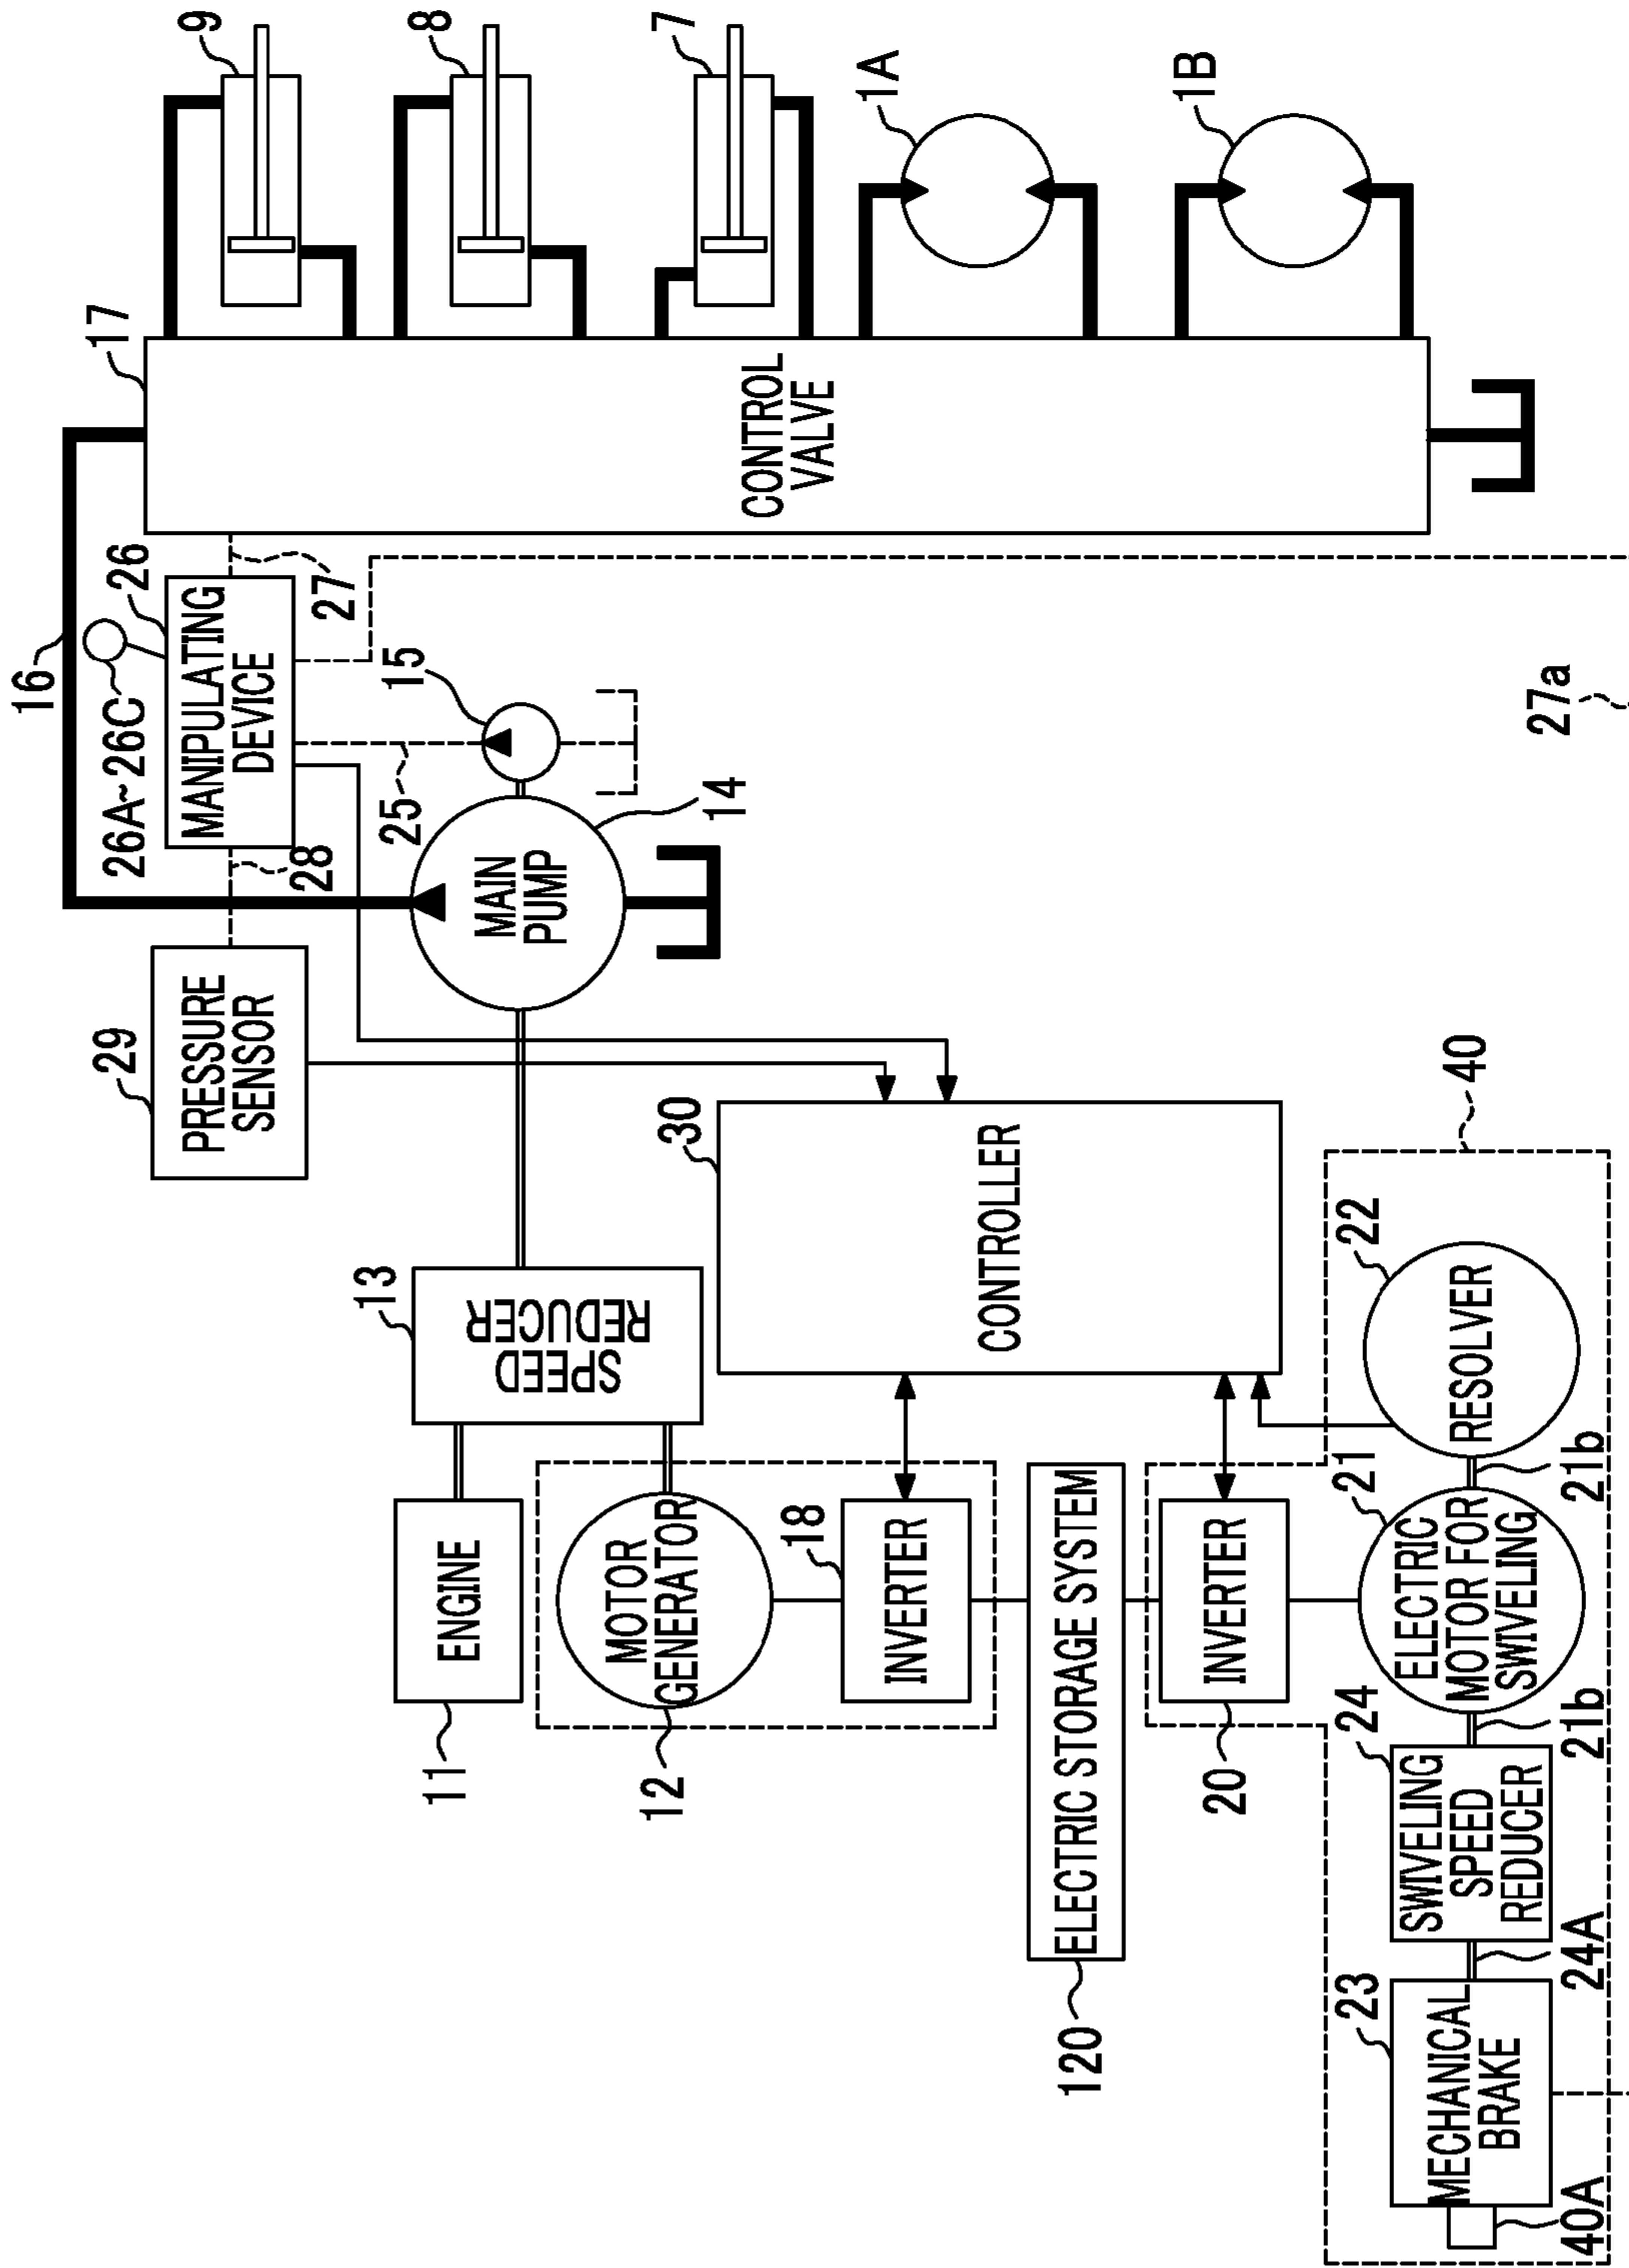 9
8
7
1A
1B
17
CONTROL
VALVE
16
26
26A~26C
MANIPULATING
DEVICE
27
27a
28
25
15
14
MAIN
PUMP
29
PRESSURE
SENSOR
30
CONTROLLER
13
SPEED
REDUCER
11
ENGINE
12
MOTOR
GENERATOR
18
INVERTER
120
ELECTRIC STORAGE SYSTEM
20
INVERTER
40
22
RESOLVER
21b
21
ELECTRIC
MOTOR FOR
SWIVELING
21b
24
SWIVELING
SPEED
REDUCER
24A
23
MECHANICAL
BRAKE
40A